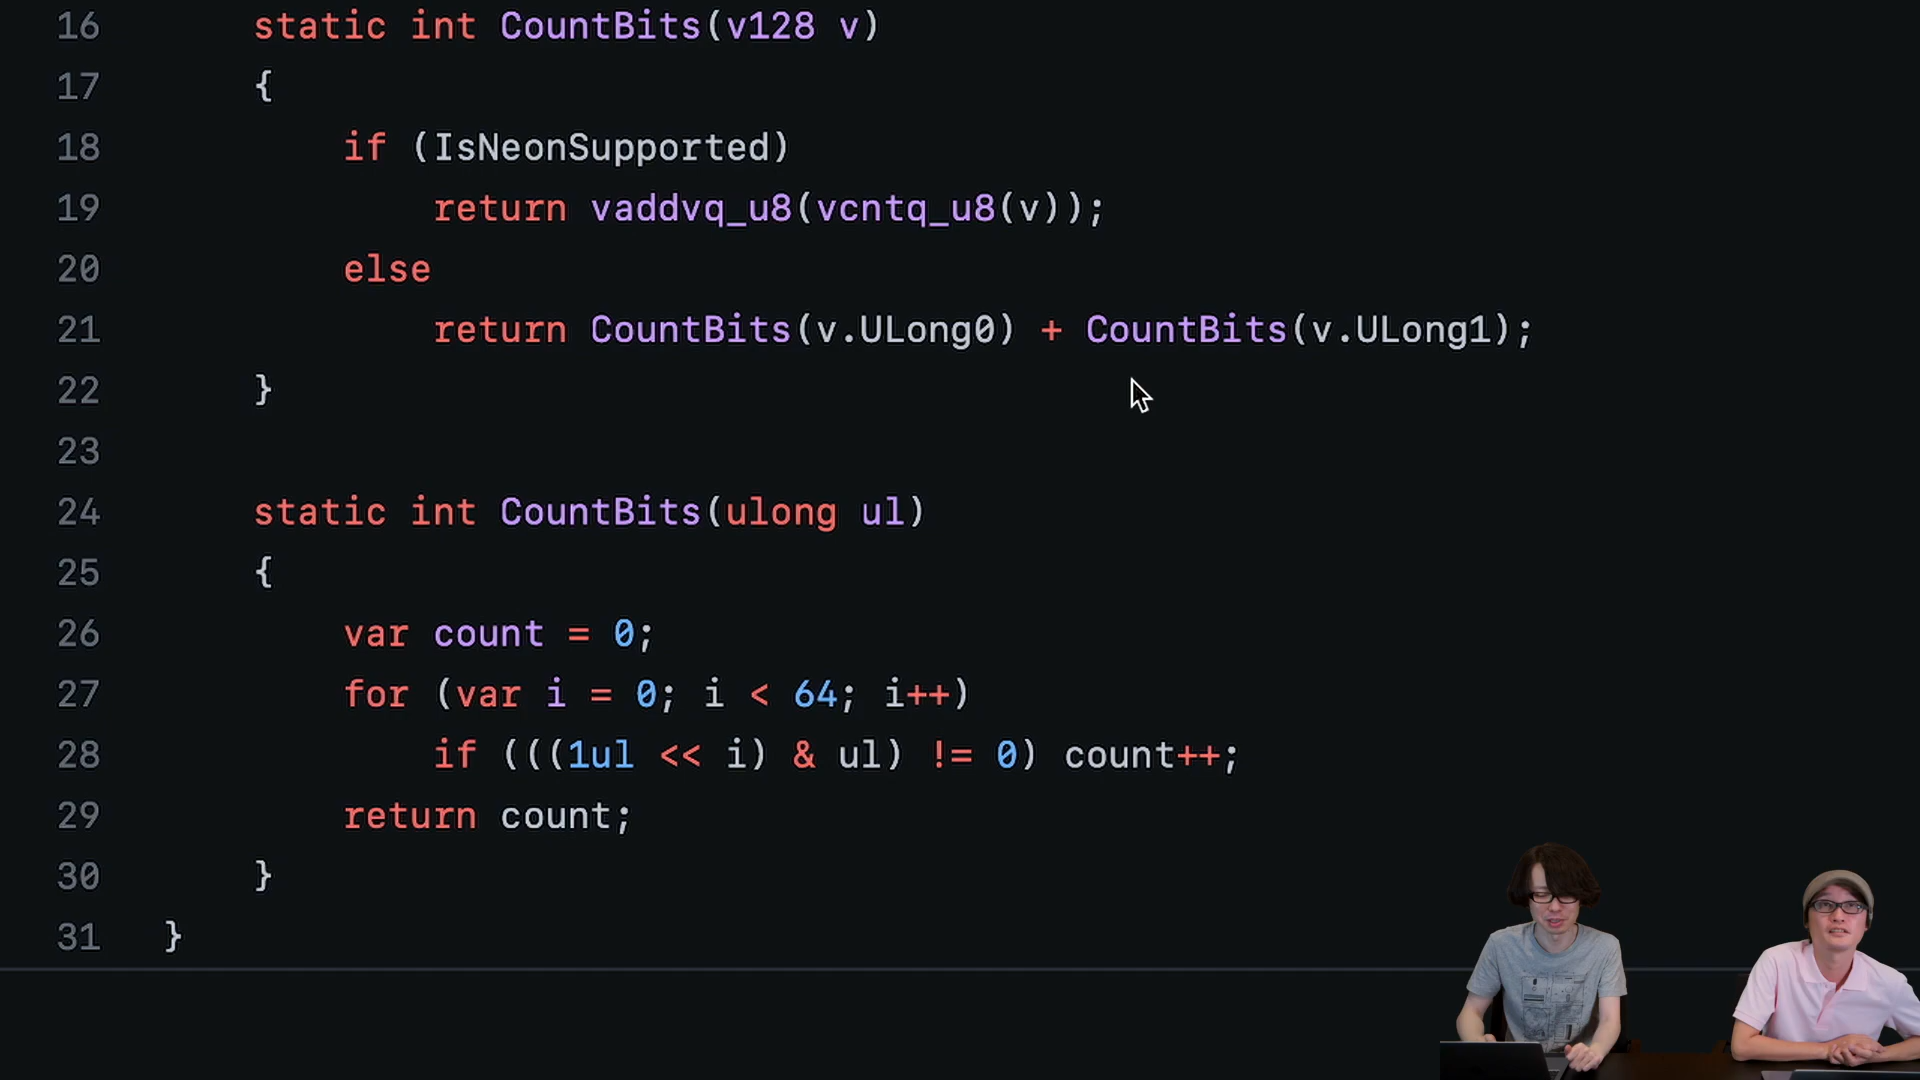 16 static int CountBits(v128 v)
17 {
18 if (IsNeonSupported)
19 return vaddvq_u8(vcntq_u8(v));
20 else
21 return CountBits(v.ULong0) + CountBits(v.ULong1);
22 }
23
24 static int CountBits(ulong ul)
25 {
26 var count = 0;
27 for (var i = 0; i < 64; i++)
28 if (((1ul << i) & ul) != 0) count++;
29 return count;
30 }
31 }